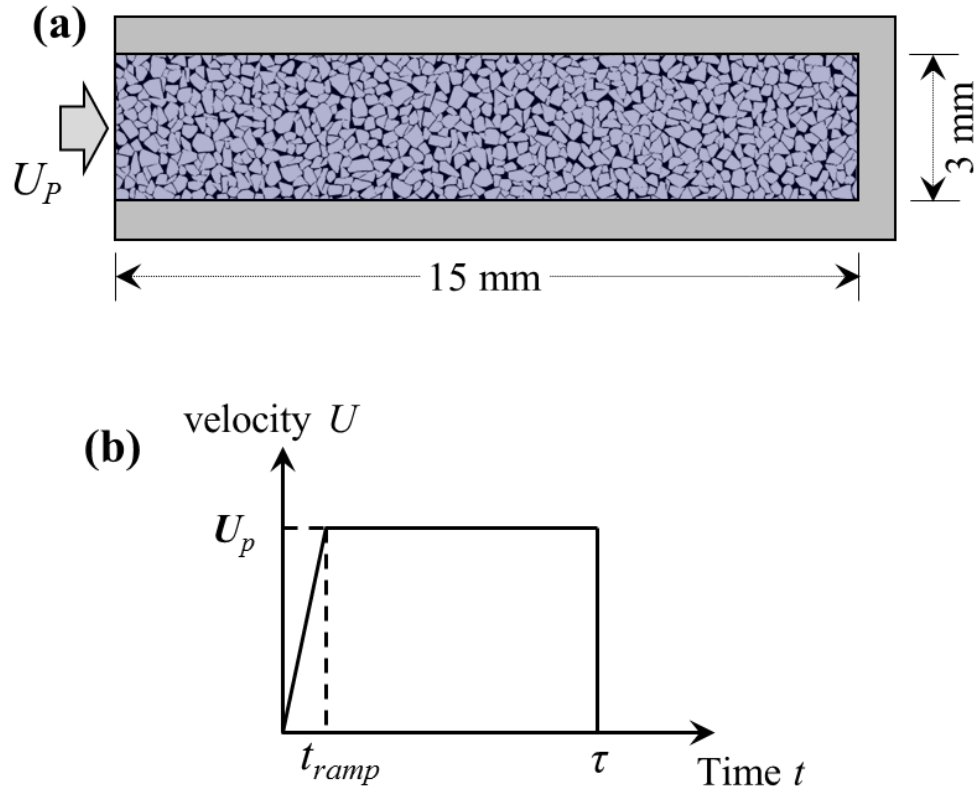 (a)
U_P
3 mm
15 mm
(b)
velocity U
U_p
t_ramp
τ
Time t